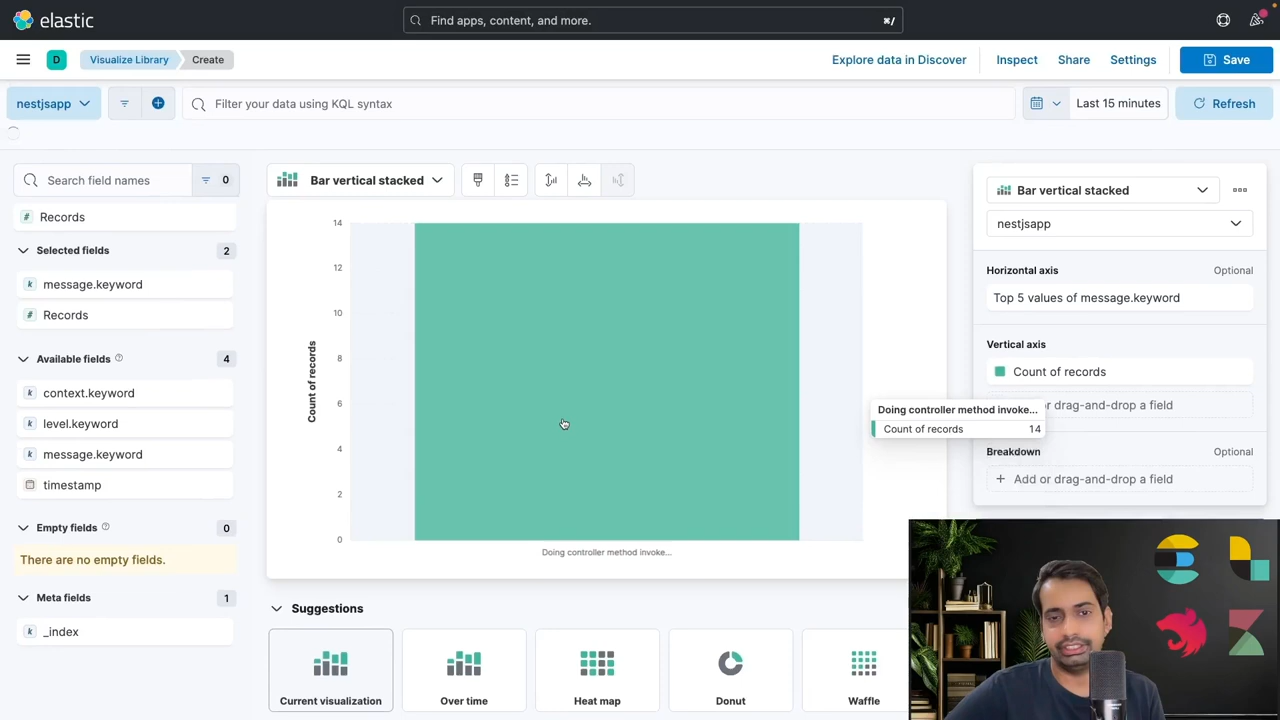 elastic
Find apps, content, and more.
⌘/
D
Visualize Library
Create
Explore data in Discover
Inspect
Share
Settings
Save
nestjsapp
Filter your data using KQL syntax
Last 15 minutes
Refresh
Search field names
0
Records
Selected fields
2
message.keyword
Records
Available fields
4
context.keyword
level.keyword
message.keyword
timestamp
Empty fields
0
There are no empty fields.
Meta fields
1
_index
Bar vertical stacked
Count of records
14
12
10
8
6
4
2
0
Doing controller method invoke...
Doing controller method invoke...
Count of records 14
Suggestions
Current visualization
Over time
Heat map
Donut
Waffle
Bar vertical stacked
nestjsapp
Horizontal axis
Optional
Top 5 values of message.keyword
Vertical axis
Count of records
or drag-and-drop a field
Breakdown
Optional
Add or drag-and-drop a field